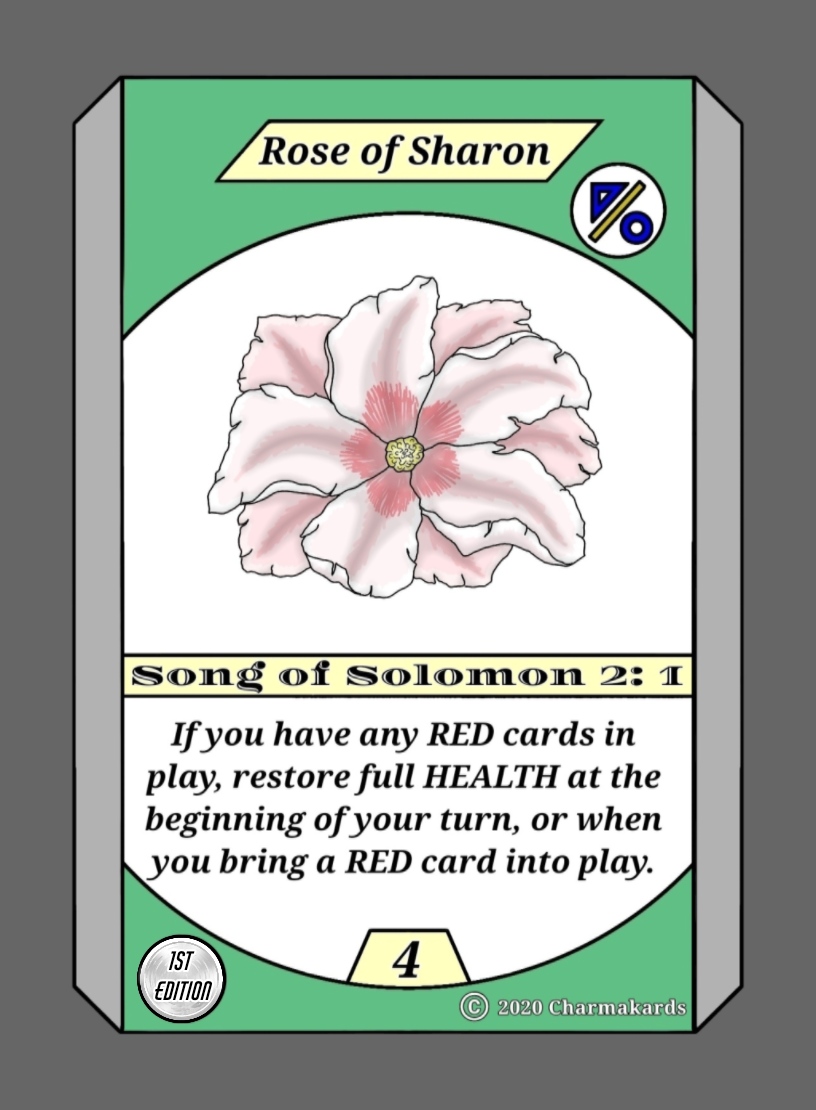 Rose of Sharon
Song of Solomon 2: 1
If you have any RED cards in
play, restore full HEALTH at the
beginning of your turn, or when
you bring a RED card into play.
4
1ST
EDITION
© 2020 Charmakards